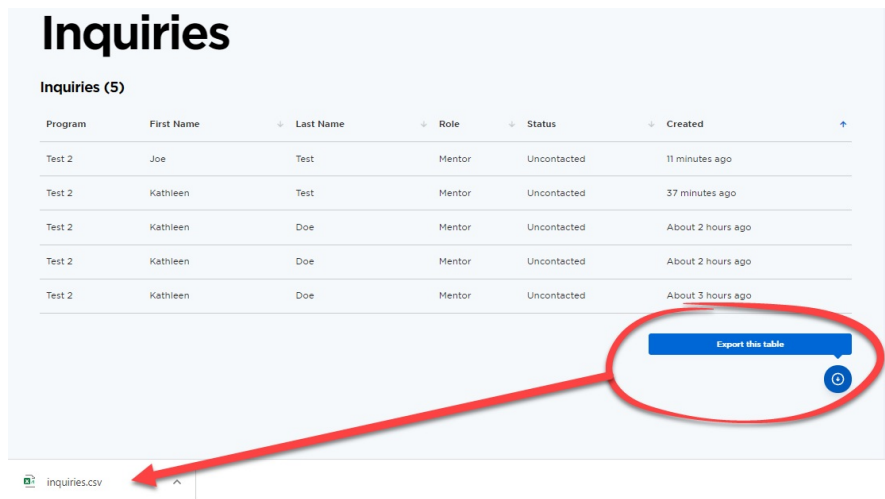 Inquiries
Inquiries (5)
Program First Name Last Name Role Status Created
Test 2 Joe Test Mentor Uncontacted 11 minutes ago
Test 2 Kathleen Test Mentor Uncontacted 37 minutes ago
Test 2 Kathleen Doe Mentor Uncontacted About 2 hours ago
Test 2 Kathleen Doe Mentor Uncontacted About 2 hours ago
Test 2 Kathleen Doe Mentor Uncontacted About 3 hours ago
Export this table
inquiries.csv